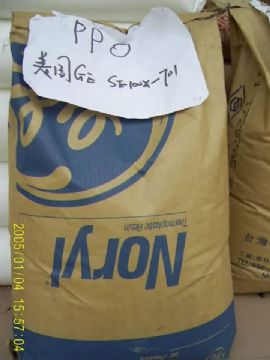 PPO
美国GE SE100X-701
Noryl
Thermoplastic Resin
2005/01/04 15:57:04